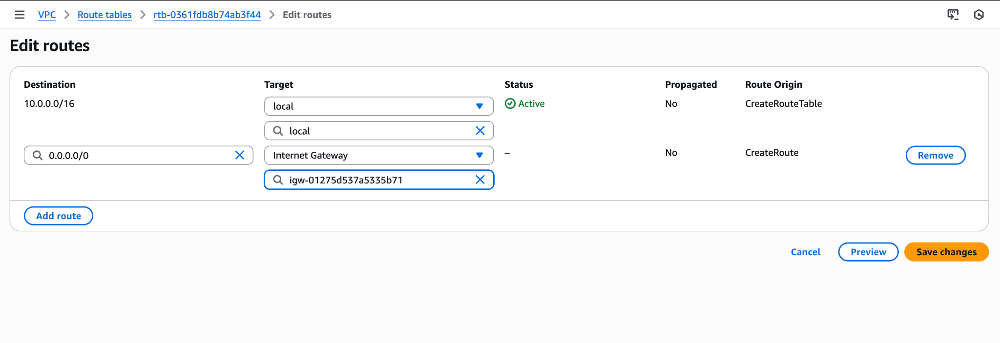 VPC > Route tables > rtb-0361fdb8b74ab3f44 > Edit routes
Edit routes
Destination Target Status Propagated Route Origin
10.0.0.0/16 local Active No CreateRouteTable
local
0.0.0.0/0 Internet Gateway – No CreateRoute Remove
igw-01275d537a5335b71
Add route
Cancel Preview Save changes